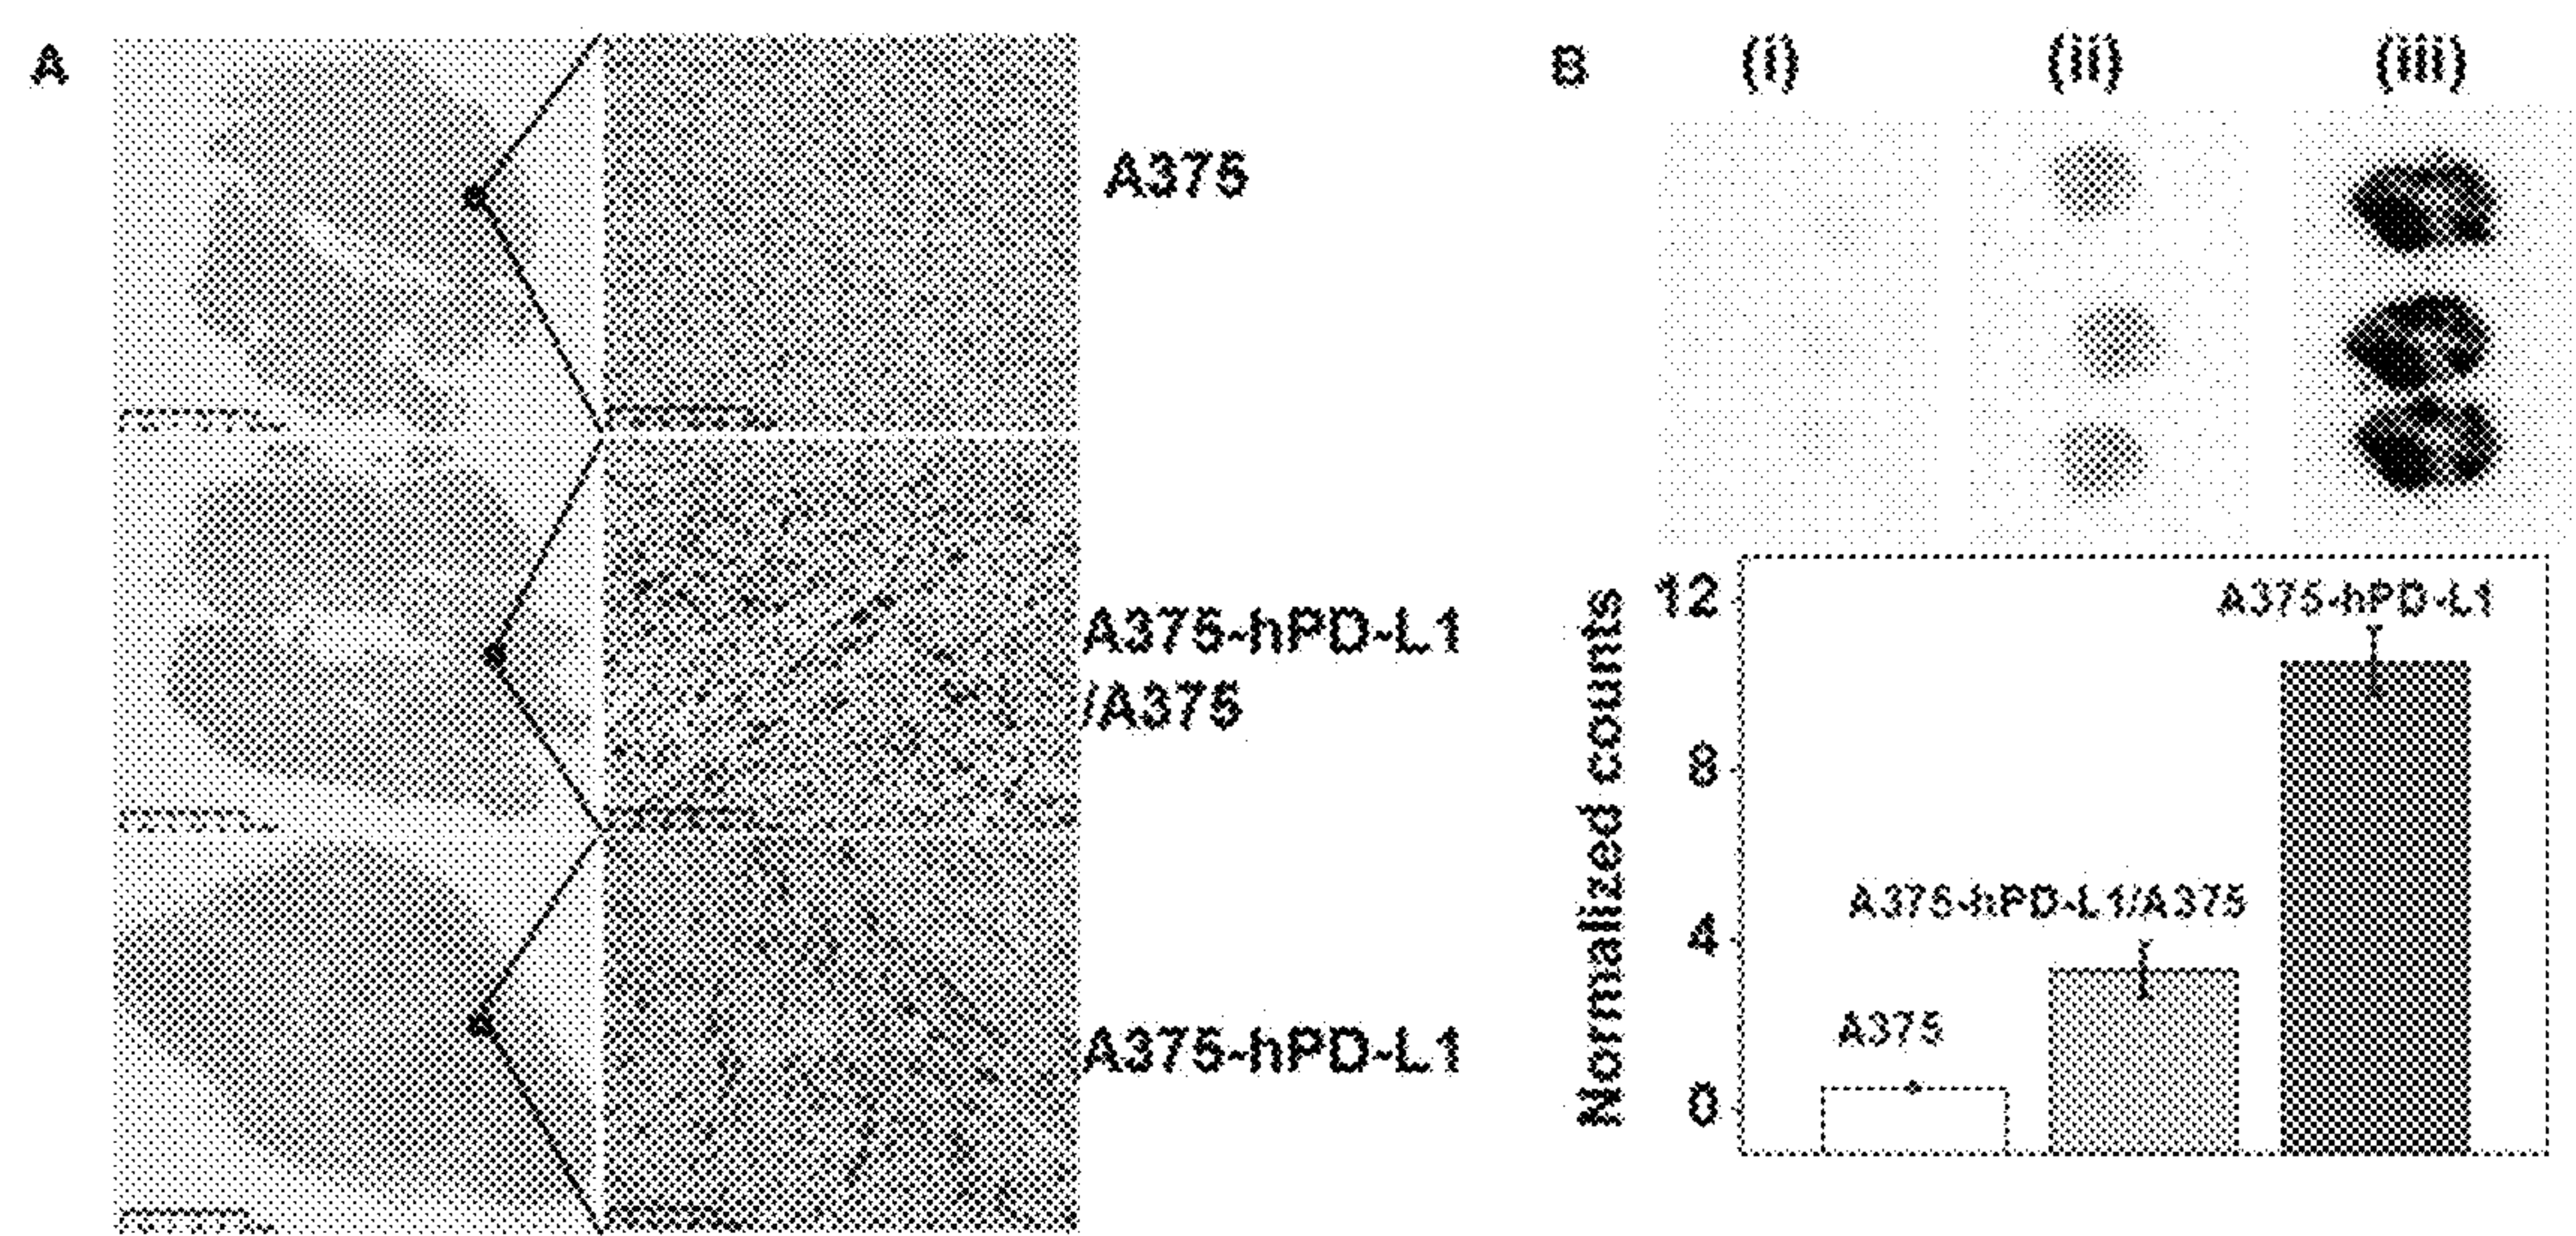 A
A375
A375-hPD-L1
/A375
A375-hPD-L1
B
(i)
(ii)
(iii)
Normalized counts
12
8
4
0
A375
A375-hPD-L1/A375
A375-hPD-L1